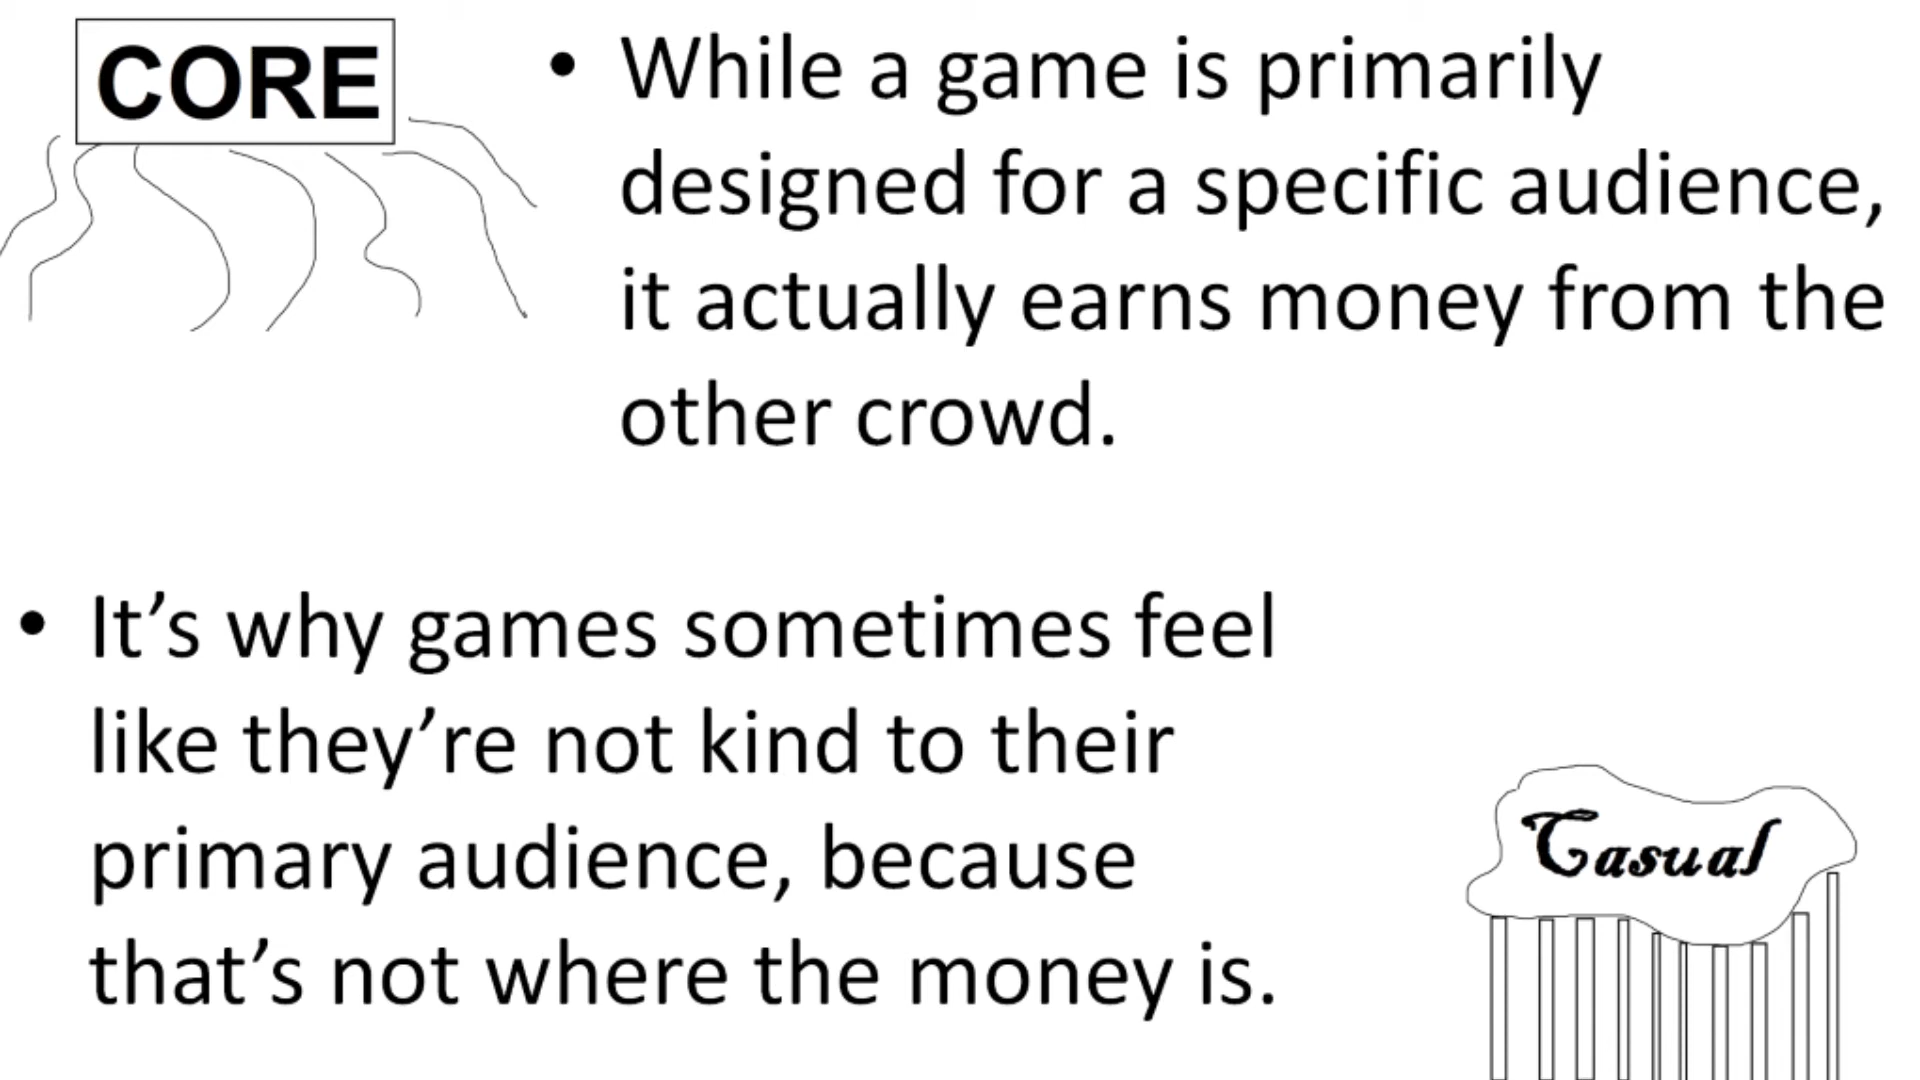 CORE
• While a game is primarily
designed for a specific audience,
it actually earns money from the
other crowd.
• It’s why games sometimes feel
like they’re not kind to their
primary audience, because
that’s not where the money is.
Casual